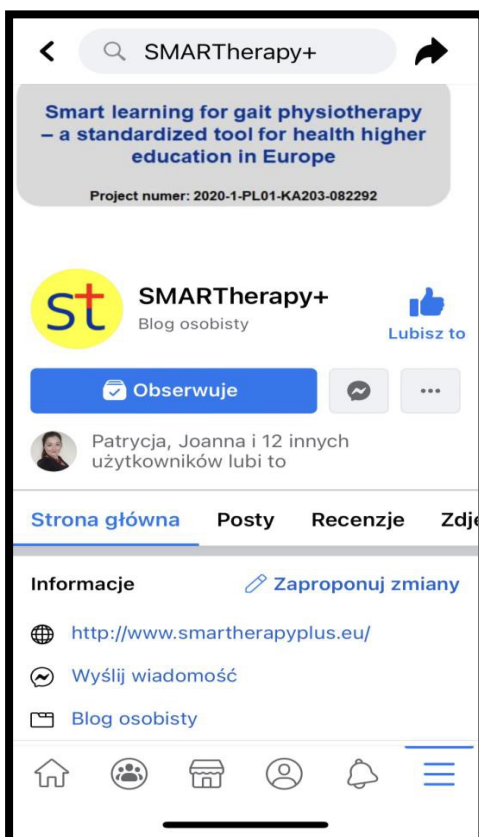 SMARTherapy+
Smart learning for gait physiotherapy
– a standardized tool for health higher
education in Europe
Project numer: 2020-1-PL01-KA203-082292
st
SMARTherapy+
Blog osobisty
Lubisz to
Obserwuje
Patrycja, Joanna i 12 innych
użytkowników lubi to
Strona główna Posty Recenzje Zdję
Informacje Zaproponuj zmiany
http://www.smartherapyplus.eu/
Wyślij wiadomość
Blog osobisty